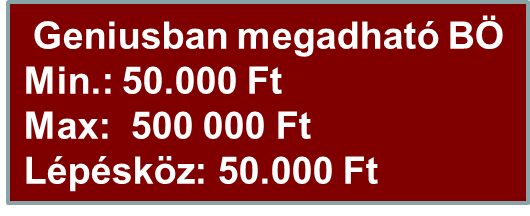 Geniusban megadható BÖ
Min.: 50.000 Ft
Max: 500 000 Ft
Lépésköz: 50.000 Ft